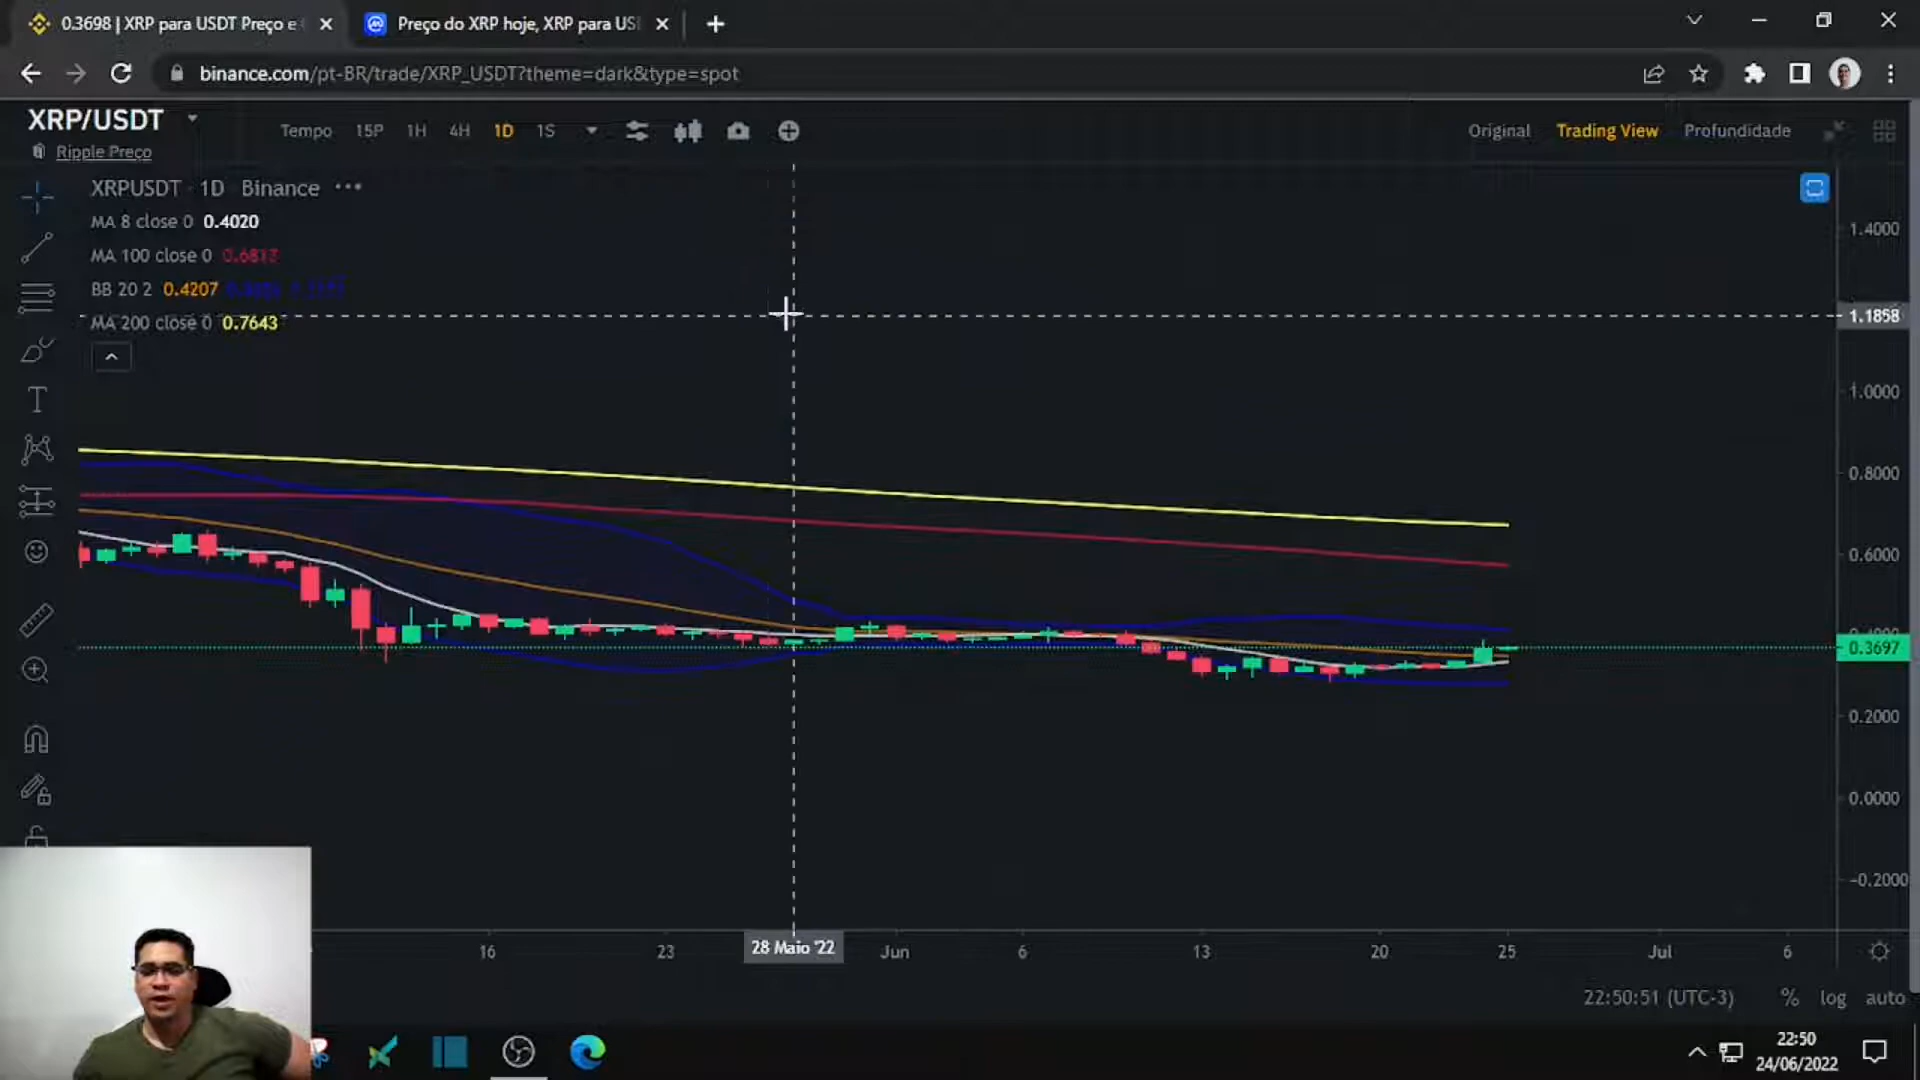 0.3698 | XRP para USDT Preço e
Preço do XRP hoje, XRP para US
binance.com/pt-BR/trade/XRP_USDT?theme=dark&type=spot
XRP/USDT
Tempo 15P 1H 4H 1D 1S
Original Trading View Profundidade
Ripple Preço
XRPUSDT · 1D Binance
MA 8 close 0 0.4020
MA 100 close 0 0.6813
BB 20 2 0.4207
MA 200 close 0 0.7643
1.4000
1.1858
1.0000
0.8000
0.6000
0.4000
0.3697
0.2000
0.0000
−0.2000
16 23 28 Maio '22 Jun 6 13 20 25 Jul 6
22:50:51 (UTC-3) % log auto
22:50
24/06/2022